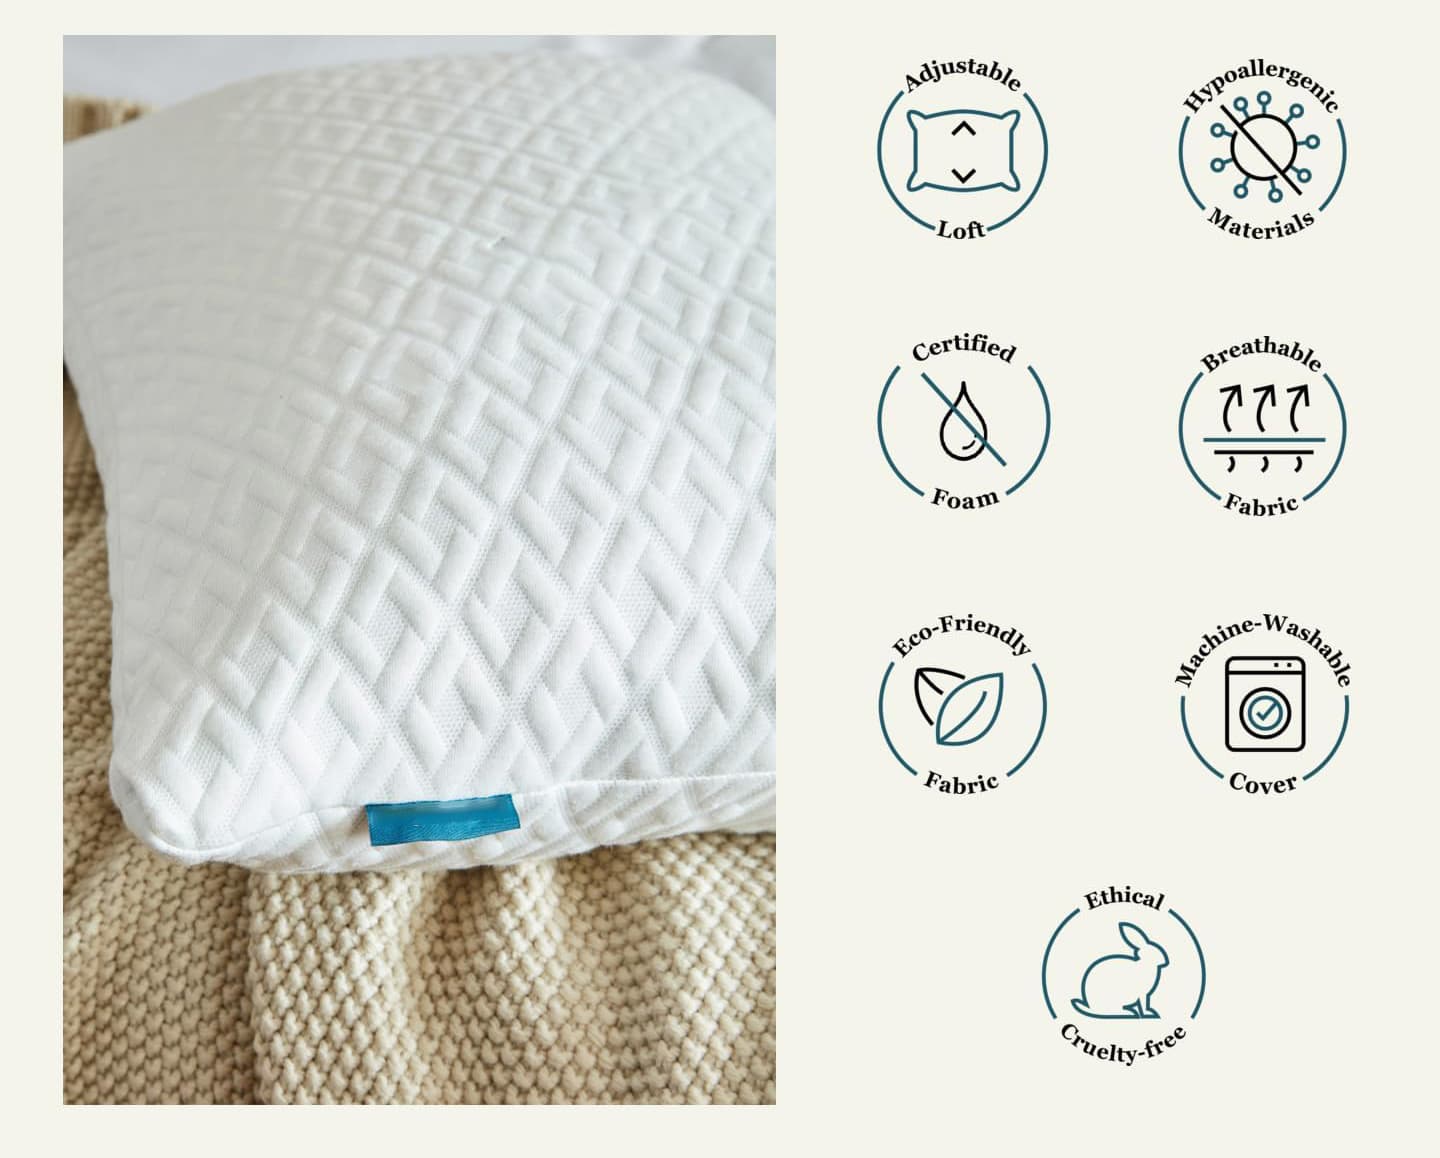 Adjustable
Loft
Hypoallergenic
Materials
Certified
Foam
Breathable
Fabric
Eco-Friendly
Fabric
Machine-Washable
Cover
Ethical
Cruelty-free